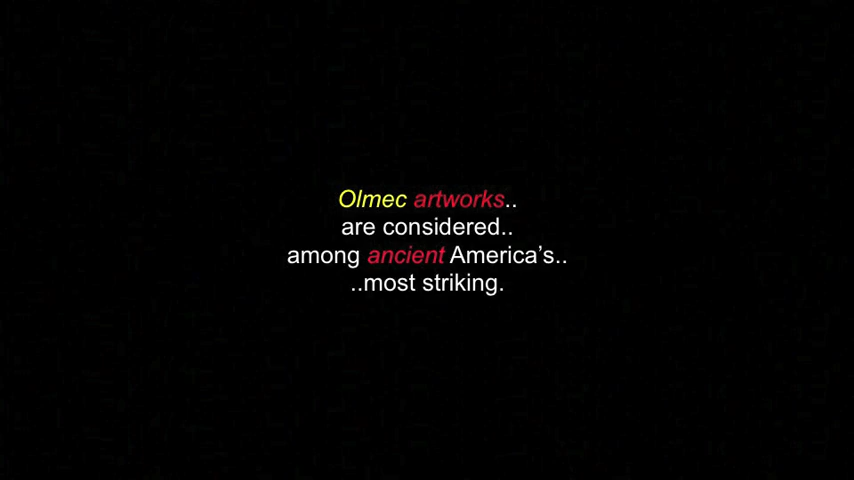 Olmec artworks..
are considered..
among ancient America’s..
..most striking.